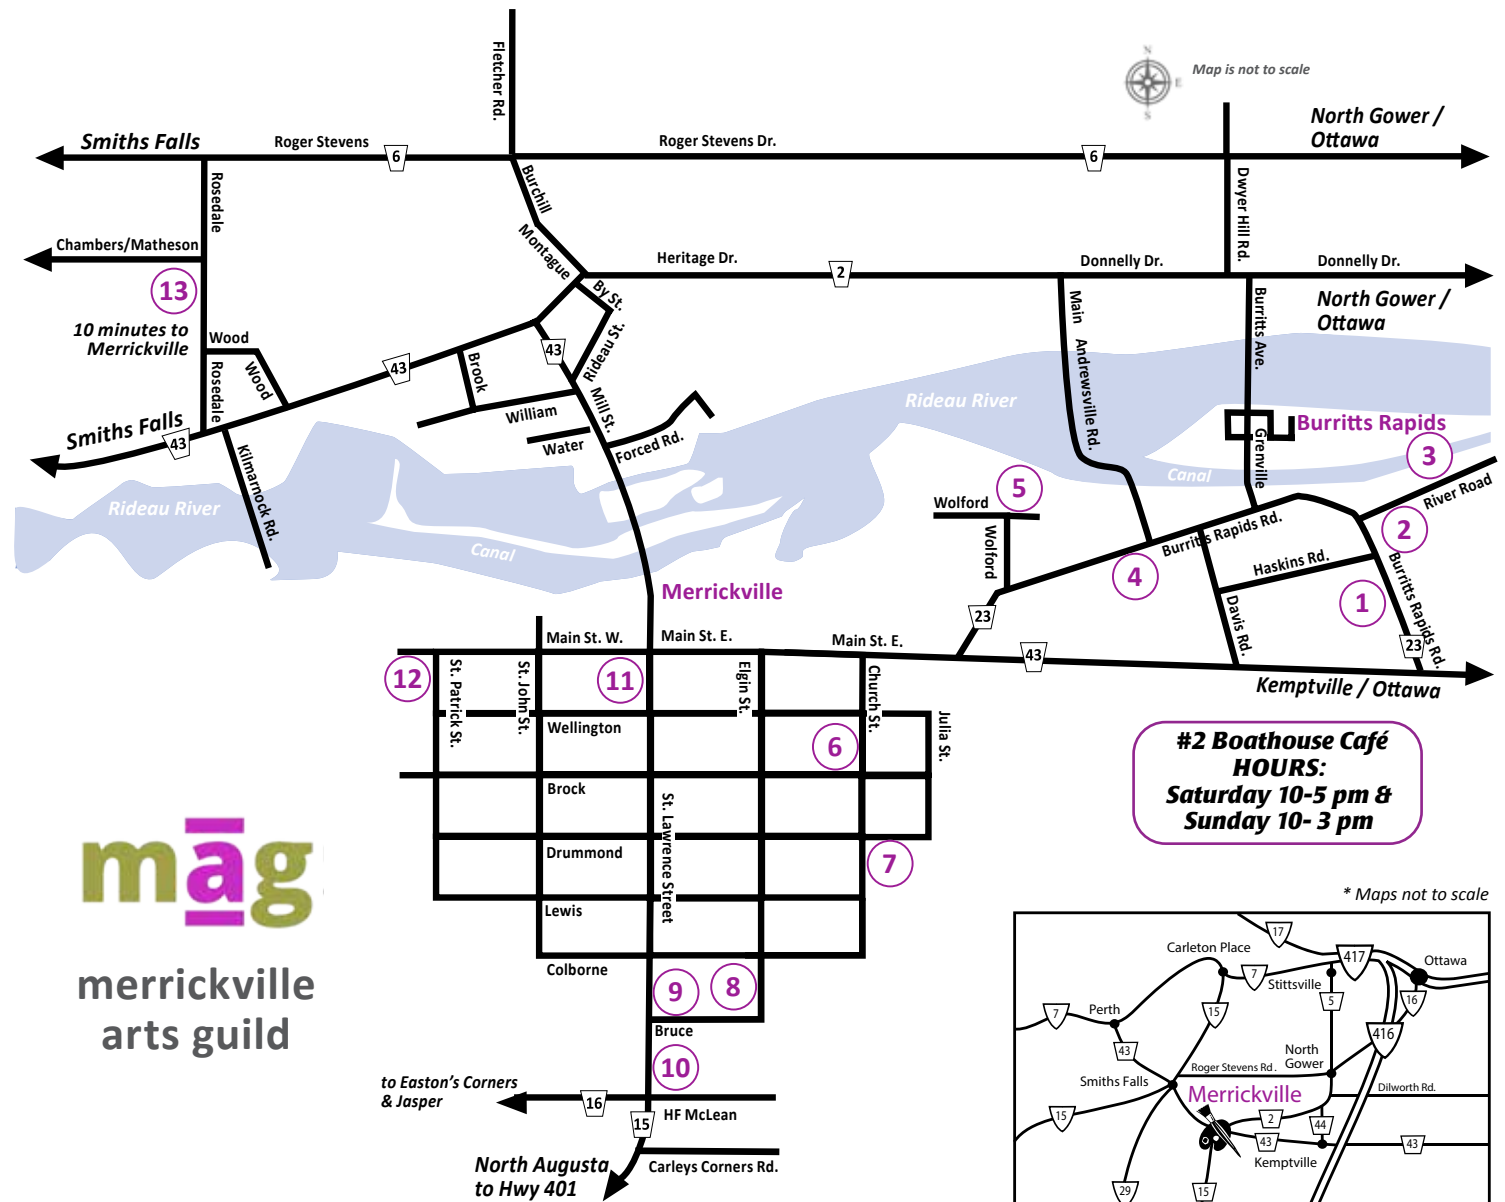 Fletcher Rd.
N
E
S
Map is not to scale
Smiths Falls
Roger Stevens
6
Roger Stevens Dr.
6
North Gower /
Ottawa
Rosedale
Burchill
Dwyer Hill Rd.
Chambers/Matheson
Montague
Heritage Dr.
2
Donnelly Dr.
Donnelly Dr.
13
By St.
Main
Burritts Ave.
North Gower /
Ottawa
10 minutes to
Merrickville
Wood
Wood
Rosedale
43
Brook
43
Rideau St.
Andrewsville Rd.
William
Mill St.
Rideau River
Burritts Rapids
Smiths Falls
43
Water
Forced Rd.
Grenville
3
Kilmarnock Rd.
Canal
River Road
Rideau River
Wolford
5
Wolford
2
Burritts Rapids Rd.
Canal
Haskins Rd.
4
Merrickville
1
Burritts Rapids Rd.
Davis Rd.
23
23
Main St. W.
Main St. E.
Main St. E.
43
Kemptville / Ottawa
12
St. Patrick St.
St. John St.
11
Elgin St.
Church St.
Julia St.
Wellington
6
#2 Boathouse Café
HOURS:
Saturday 10-5 pm &
Sunday 10- 3 pm
Brock
St. Lawrence Street
Drummond
7
Lewis
Colborne
9
8
Bruce
10
to Easton's Corners
& Jasper
16
HF McLean
15
North Augusta
to Hwy 401
Carleys Corners Rd.
māg
merrickville
arts guild
* Maps not to scale
17
Carleton Place
417
Ottawa
7
Stittsville
16
5
7
Perth
15
416
43
North
Gower
Roger Stevens Rd.
Smiths Falls
Dilworth Rd.
Merrickville
15
2
44
43
43
Kemptville
29
15